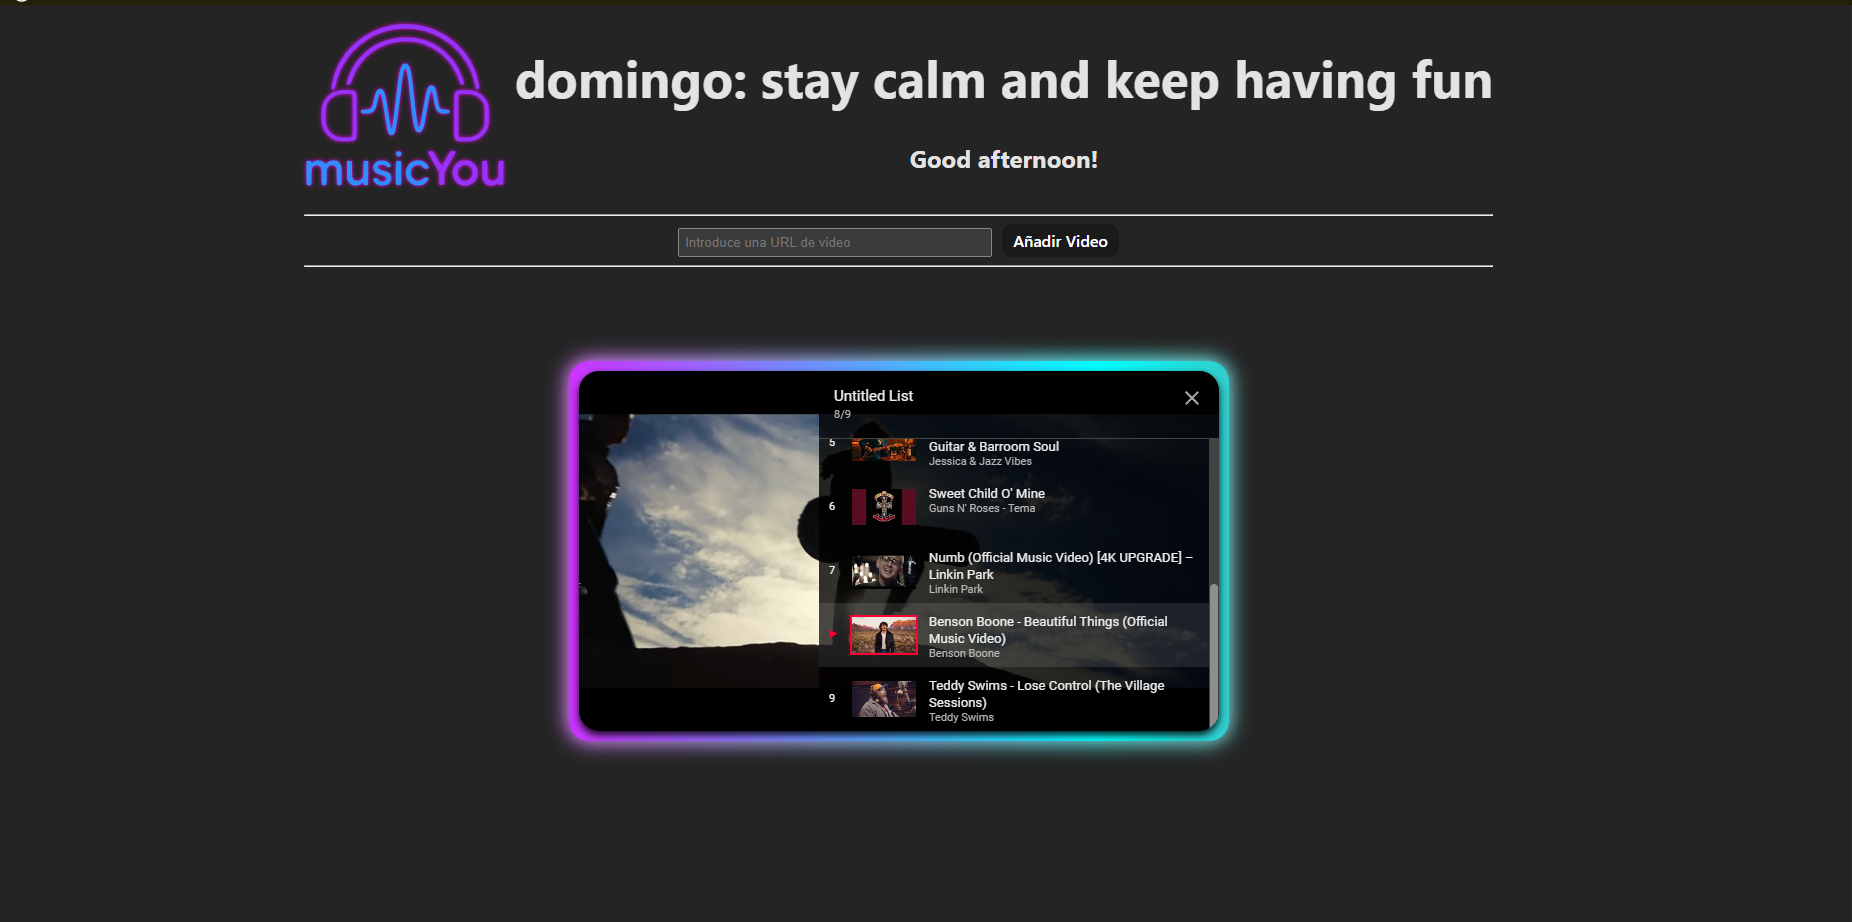 musicYou
domingo: stay calm and keep having fun
Good afternoon!
Introduce una URL de video
Añadir Video
Untitled List
8/9
5
Guitar & Barroom Soul
Jessica & Jazz Vibes
6
Sweet Child O' Mine
Guns N' Roses - Tema
7
Numb (Official Music Video) [4K UPGRADE] –
Linkin Park
Linkin Park
Benson Boone - Beautiful Things (Official
Music Video)
Benson Boone
9
Teddy Swims - Lose Control (The Village
Sessions)
Teddy Swims